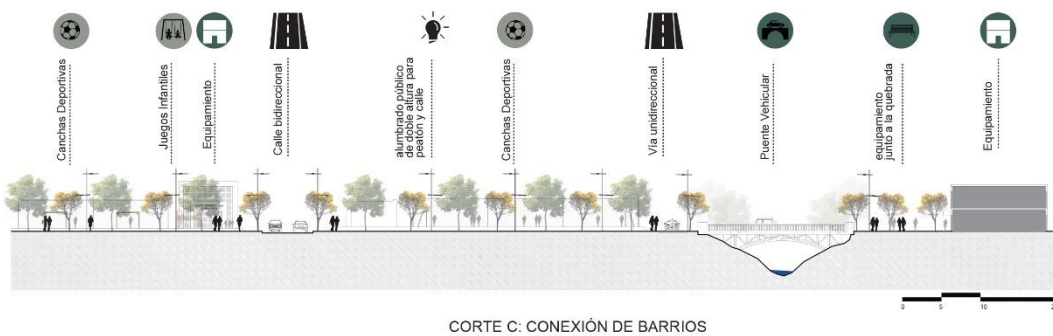 Canchas Deportivas
Juegos Infantiles
Equipamiento
Calle bidireccional
alumbrado público
de doble altura para
peatón y calle
Canchas Deportivas
Vía unidireccional
Puente Vehicular
equipamiento
junto a la quebrada
Equipamiento
0 5 10
CORTE C: CONEXIÓN DE BARRIOS